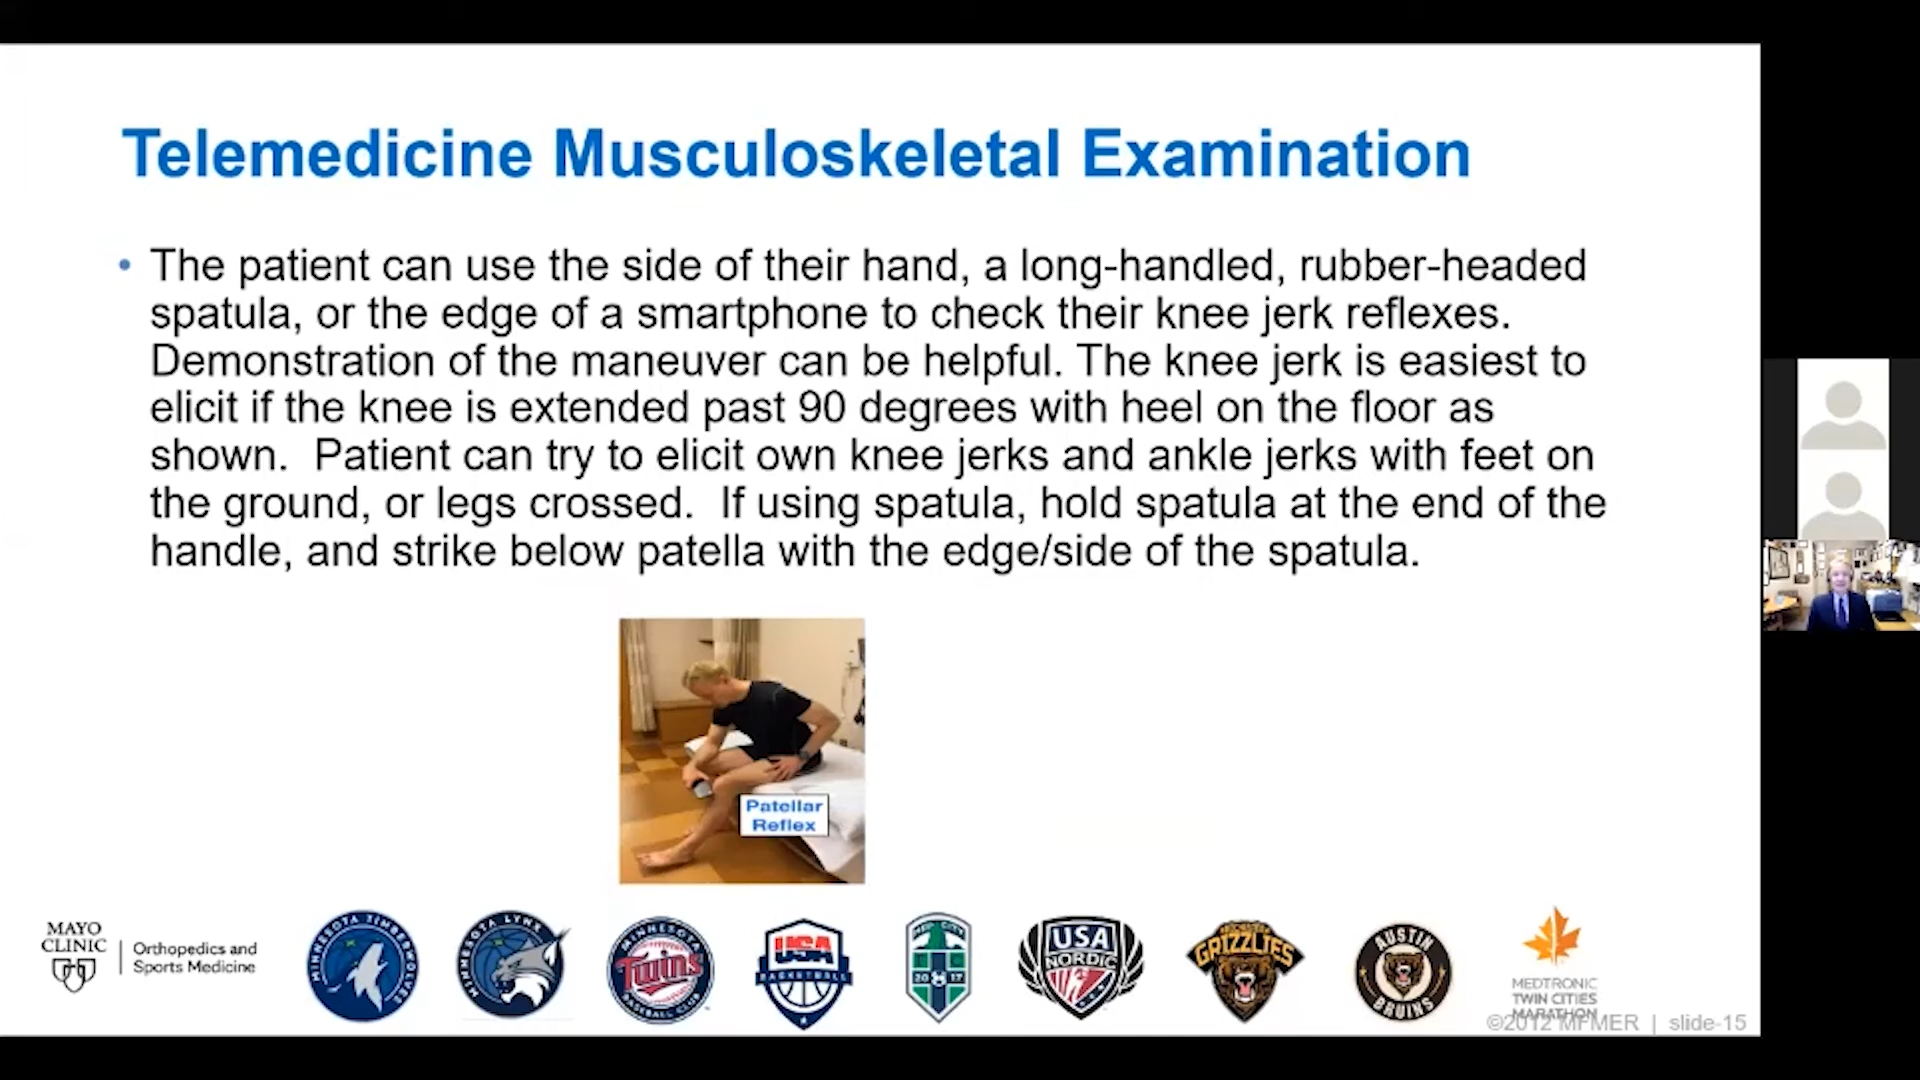 Telemedicine Musculoskeletal Examination
• The patient can use the side of their hand, a long-handled, rubber-headed
spatula, or the edge of a smartphone to check their knee jerk reflexes.
Demonstration of the maneuver can be helpful. The knee jerk is easiest to
elicit if the knee is extended past 90 degrees with heel on the floor as
shown.  Patient can try to elicit own knee jerks and ankle jerks with feet on
the ground, or legs crossed.  If using spatula, hold spatula at the end of the
handle, and strike below patella with the edge/side of the spatula.
Patellar
Reflex
MAYO
CLINIC
Orthopedics and
Sports Medicine
MINNESOTA TIMBERWOLVES
MINNESOTA LYNX
MINNESOTA
Twins
BASEBALL CLUB
USA
BASKETBALL
MED CITY
FC
2017
USA
NORDIC
GRIZZLIES
AUSTIN
BRUINS
MEDTRONIC
TWIN CITIES
MARATHON
©2012 MFMER | slide-15